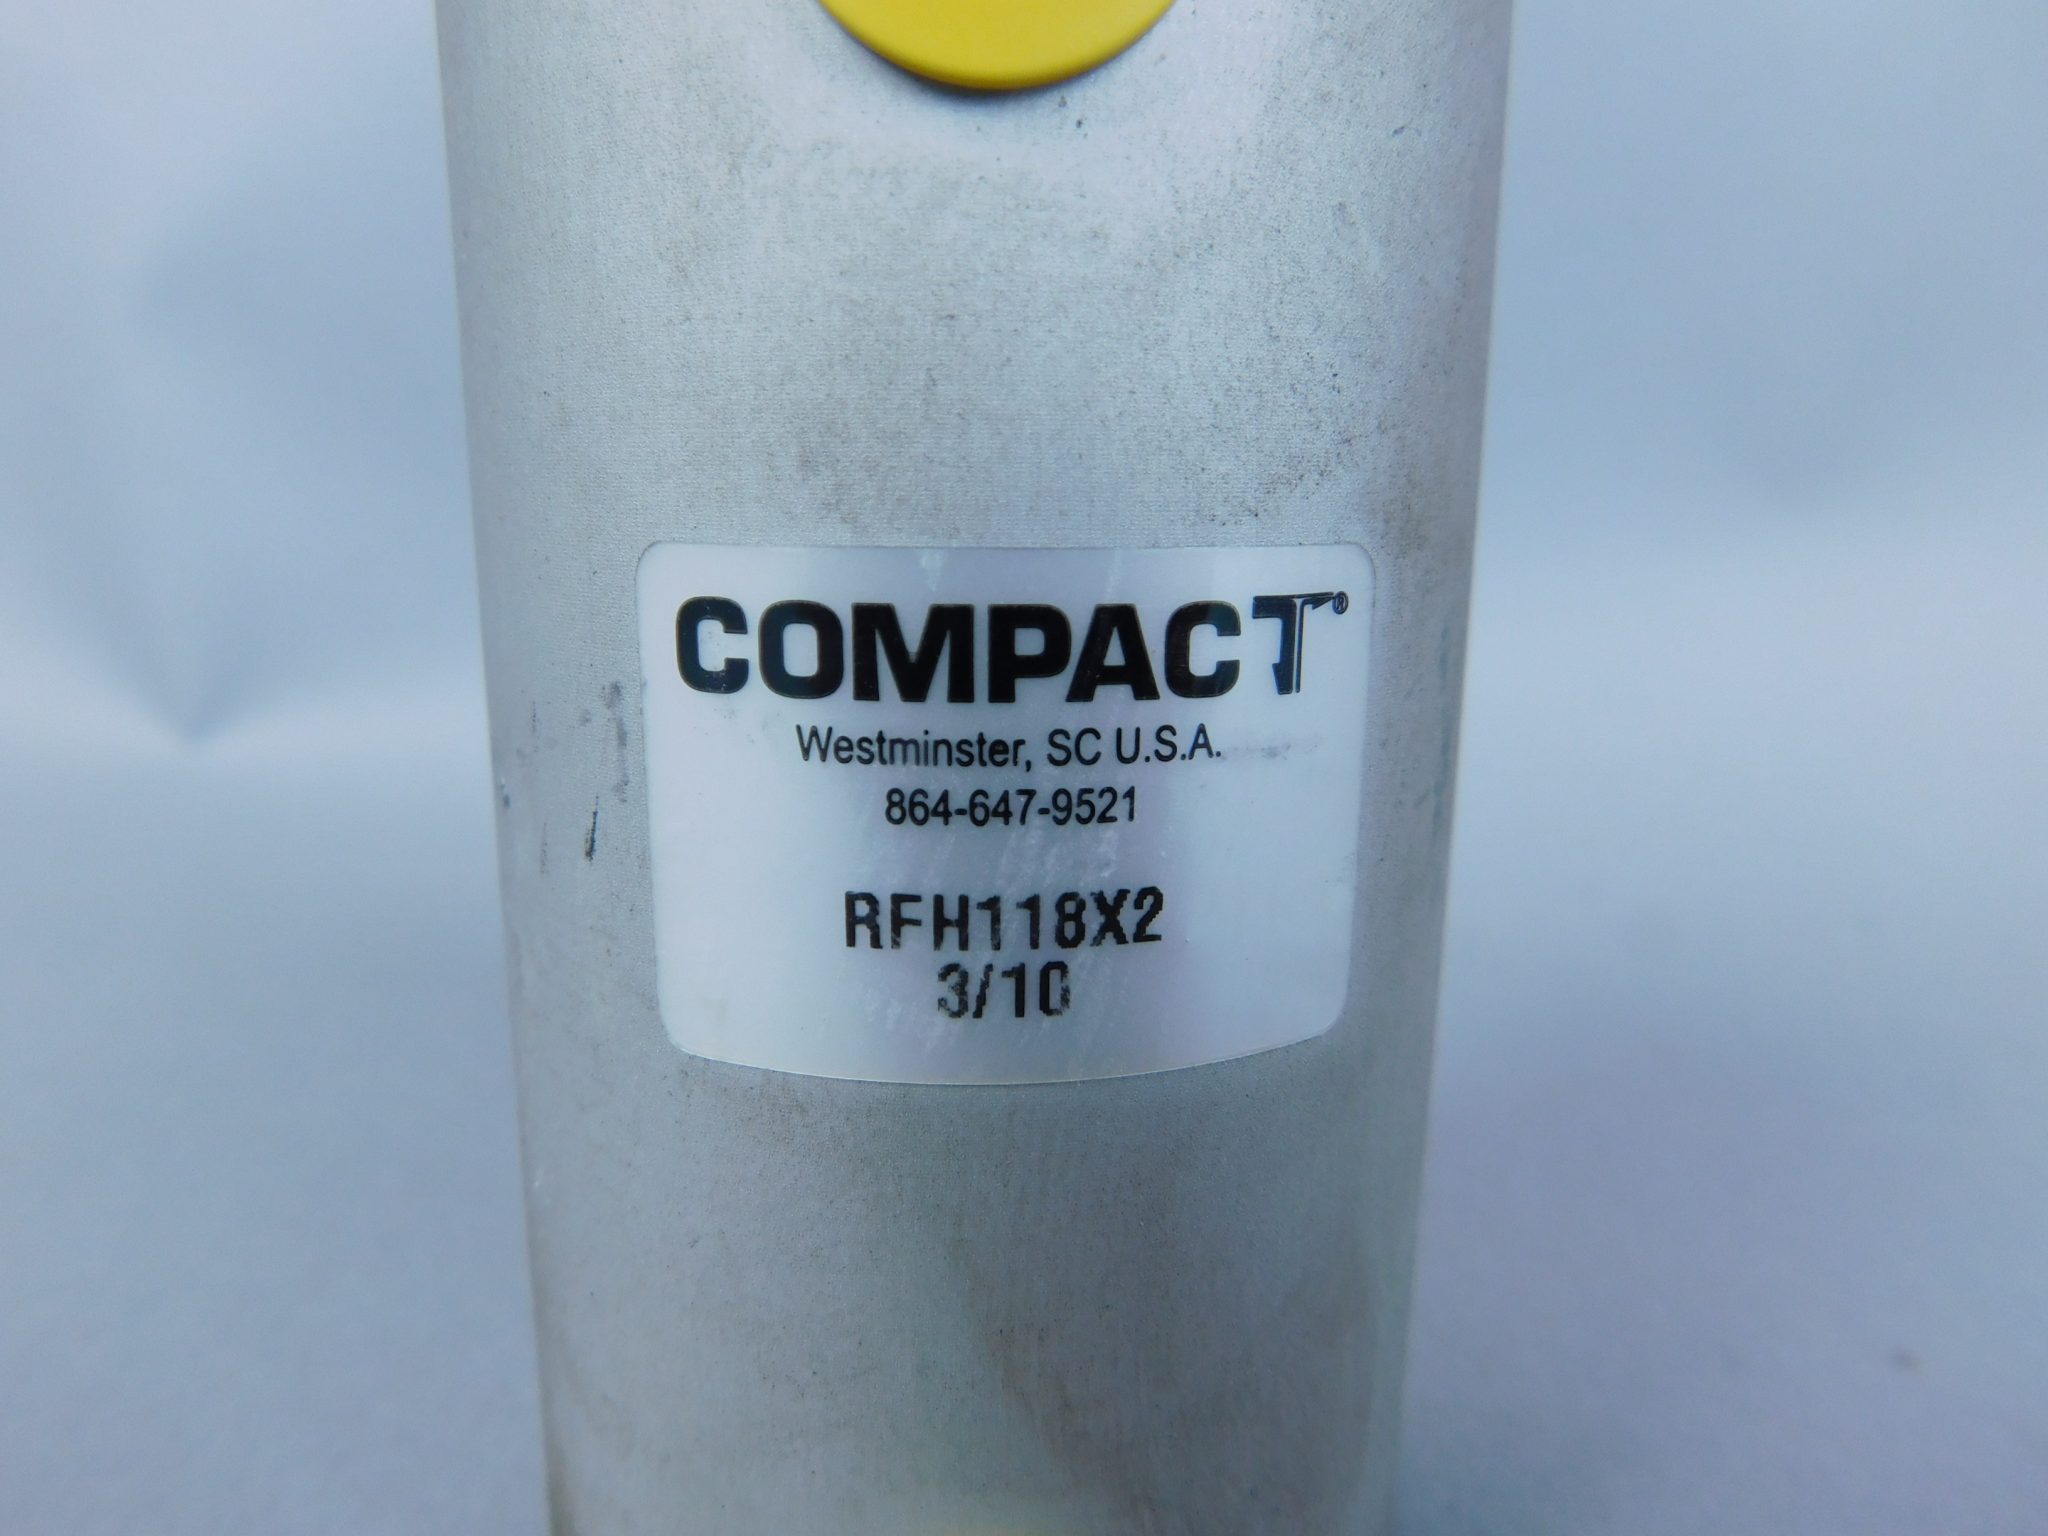 COMPACT®
Westminster, SC U.S.A.
864-647-9521
RFH118X2
3/10